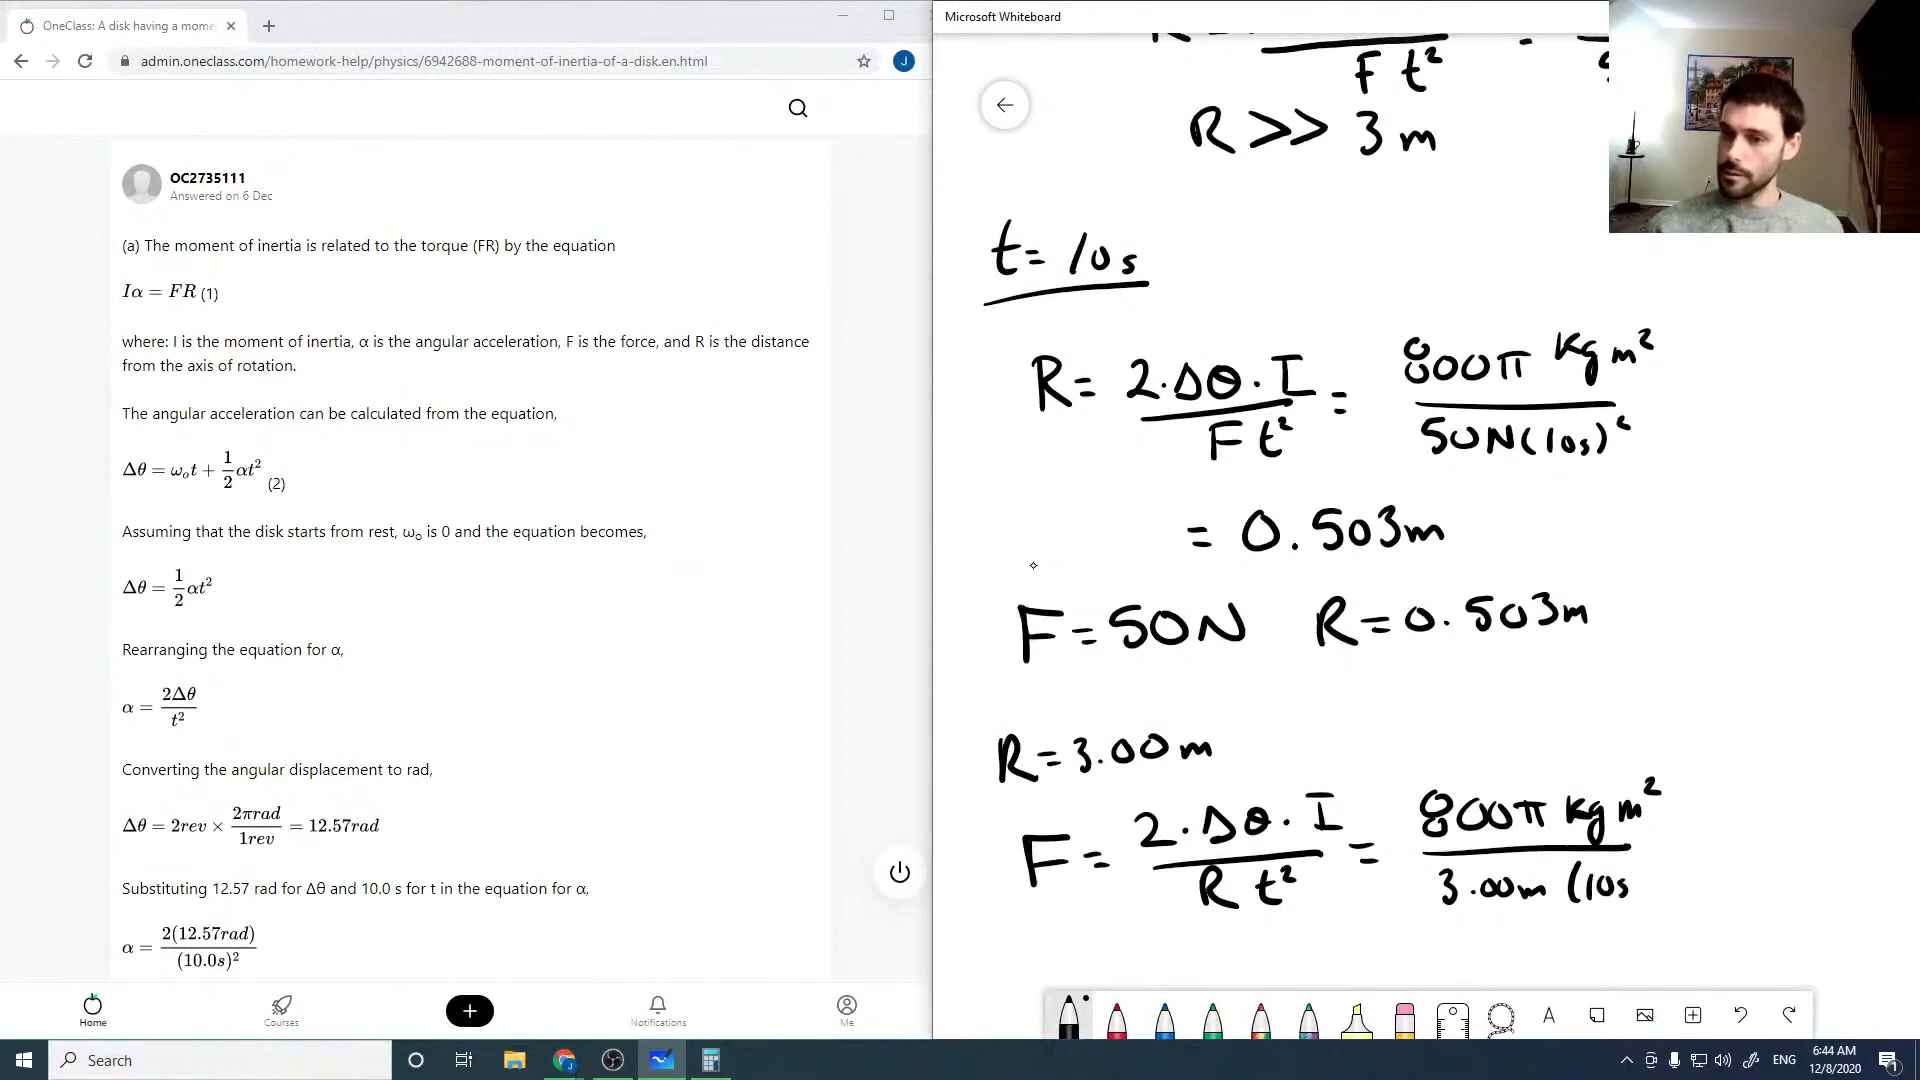 OneClass: A disk having a mome
admin.oneclass.com/homework-help/physics/6942688-moment-of-inertia-of-a-disk.en.html
J
OC2735111
Answered on 6 Dec
(a) The moment of inertia is related to the torque (FR) by the equation
Iα = FR (1)
where: I is the moment of inertia, α is the angular acceleration, F is the force, and R is the distance
from the axis of rotation.
The angular acceleration can be calculated from the equation,
Δθ = ω₀t + 1/2 αt² (2)
Assuming that the disk starts from rest, ω₀ is 0 and the equation becomes,
Δθ = 1/2 αt²
Rearranging the equation for α,
α = 2Δθ / t²
Converting the angular displacement to rad,
Δθ = 2rev × 2πrad / 1rev = 12.57rad
Substituting 12.57 rad for Δθ and 10.0 s for t in the equation for α,
α = 2(12.57rad) / (10.0s)²
Home
Courses
Notifications
Me
Microsoft Whiteboard
F t²
R >> 3 m
t = 10s
R = 2·Δθ·I / F t² = 800π kg m² / 50N(10s)²
= 0.503m
F = 50N R = 0.503m
R = 3.00 m
F = 2·Δθ·I / R t² = 800π kg m² / 3.00m (10s
Search
ENG
6:44 AM
12/8/2020
1